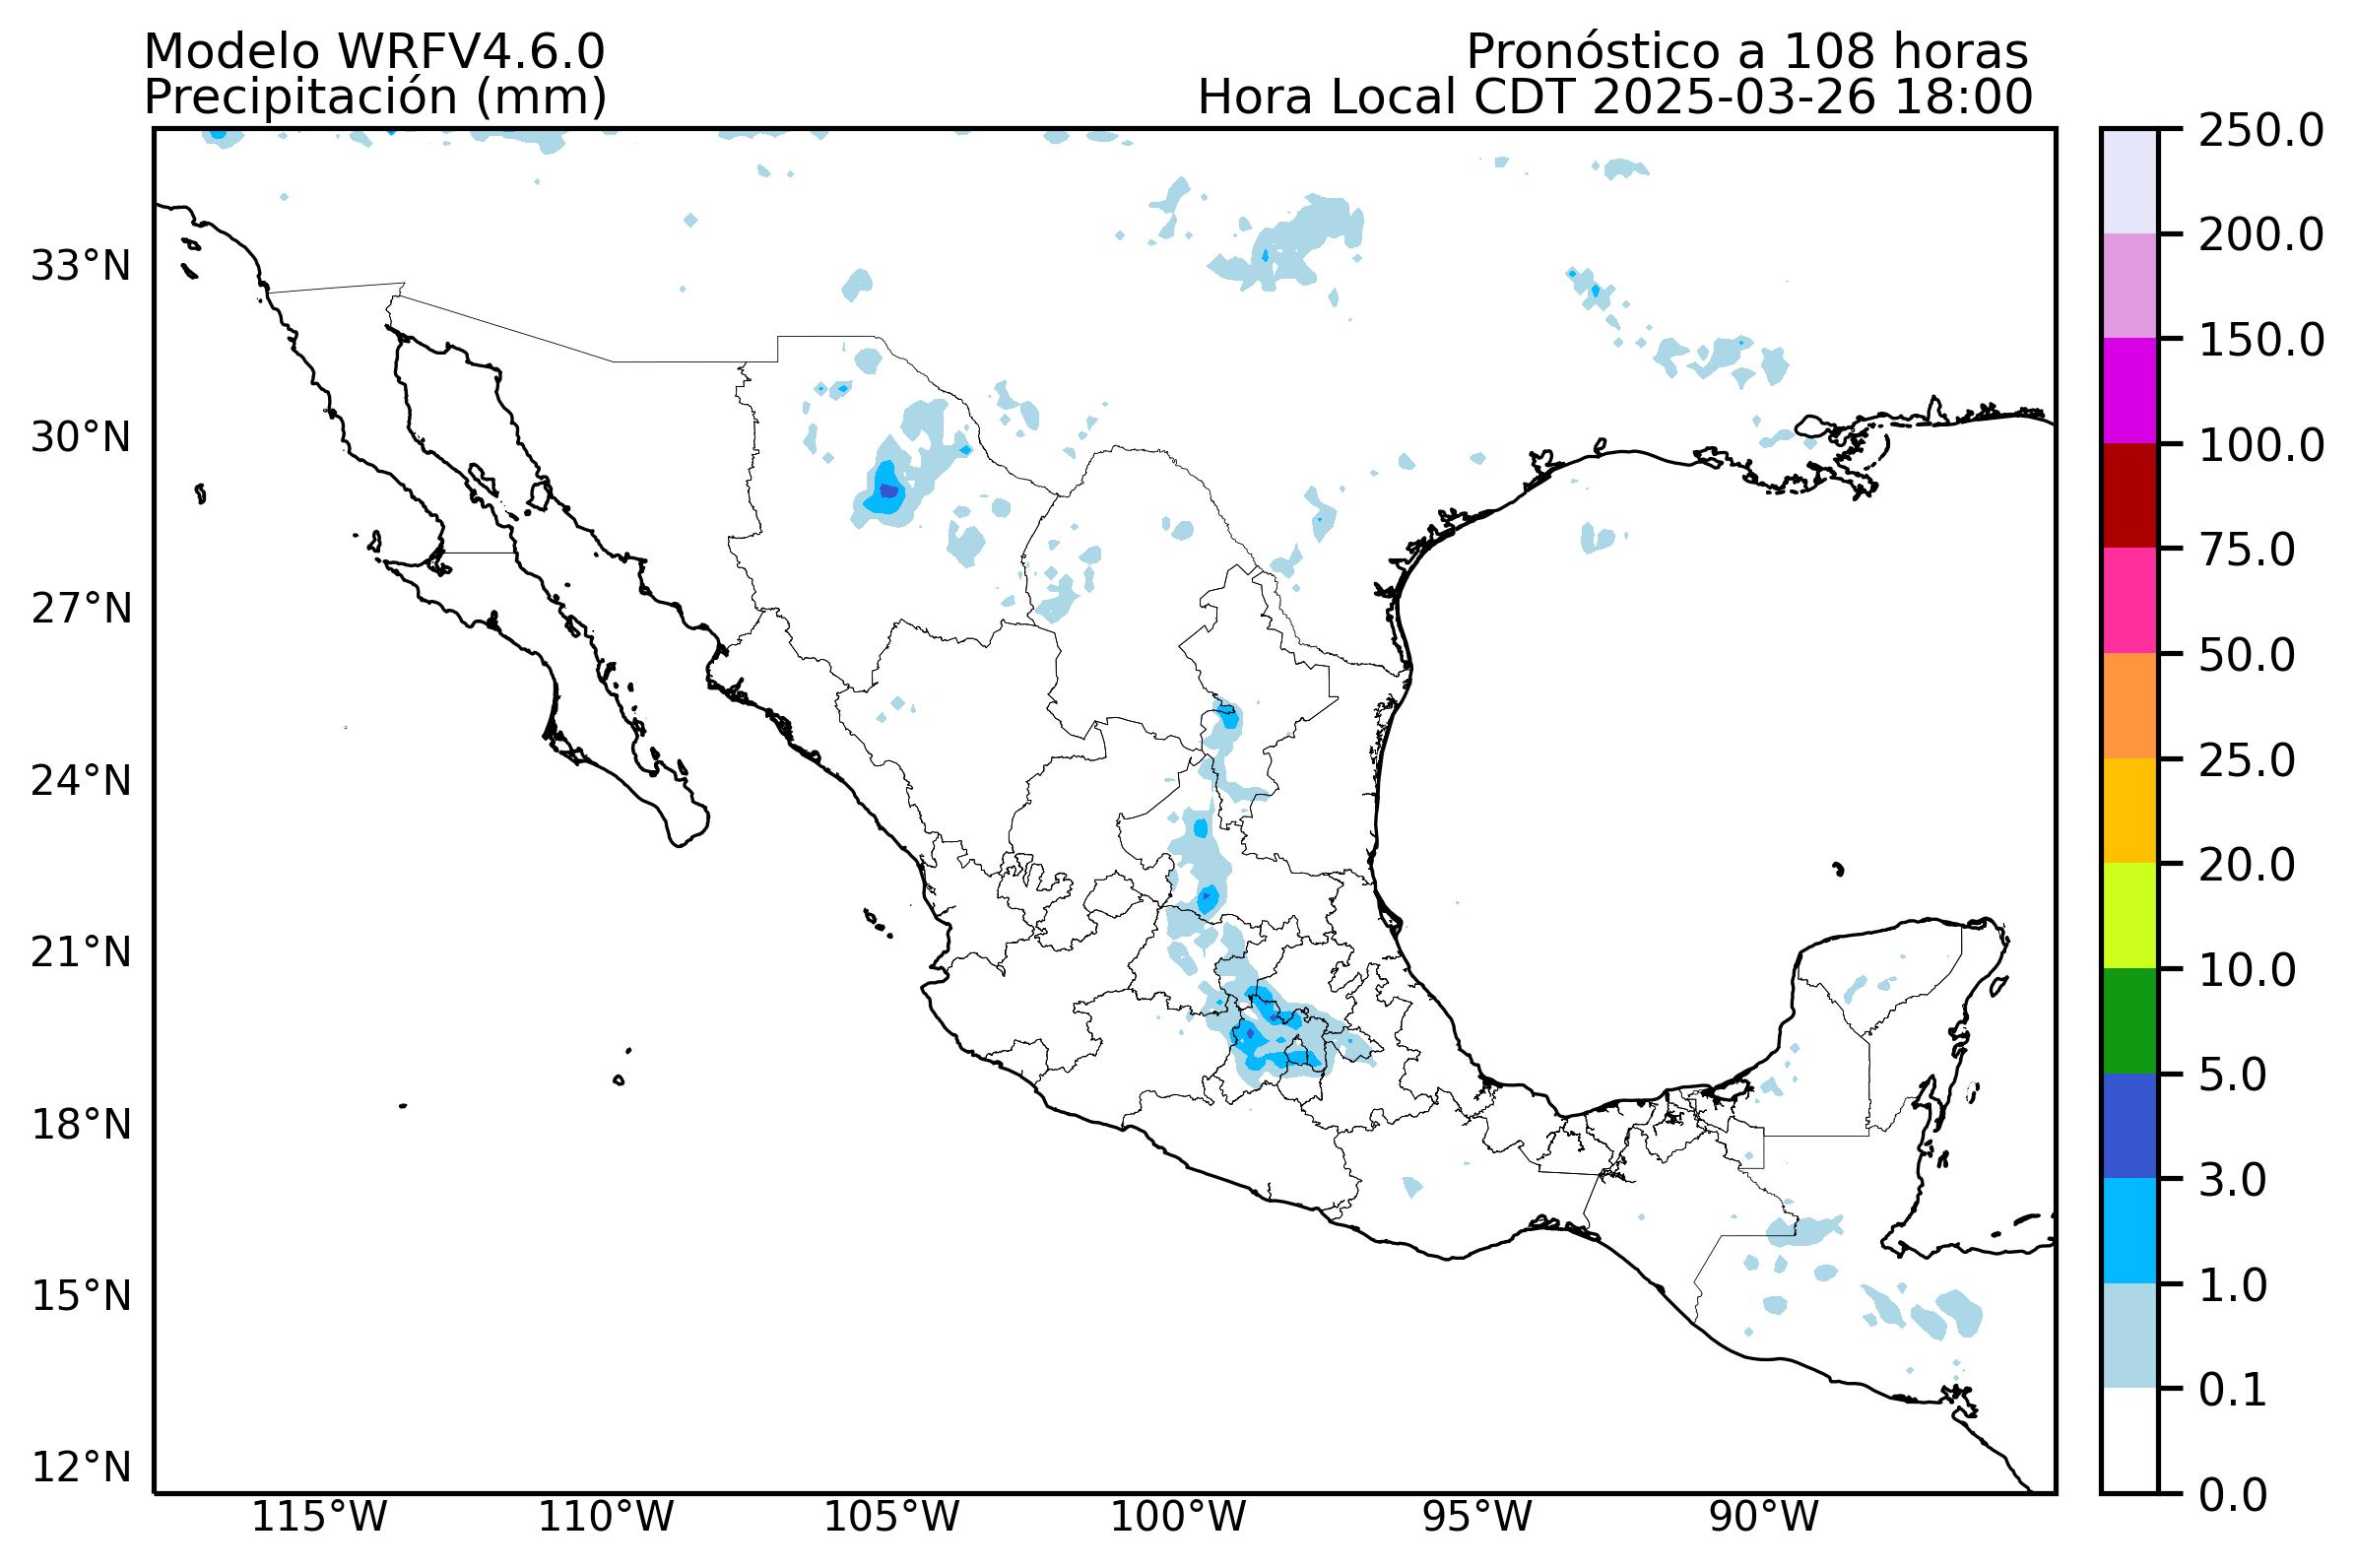 Modelo WRFV4.6.0
Pronóstico a 108 horas
Precipitación (mm)
Hora Local CDT 2025-03-26 18:00
33°N
30°N
27°N
24°N
21°N
18°N
15°N
12°N
115°W
110°W
105°W
100°W
95°W
90°W
250.0
200.0
150.0
100.0
75.0
50.0
25.0
20.0
10.0
5.0
3.0
1.0
0.1
0.0